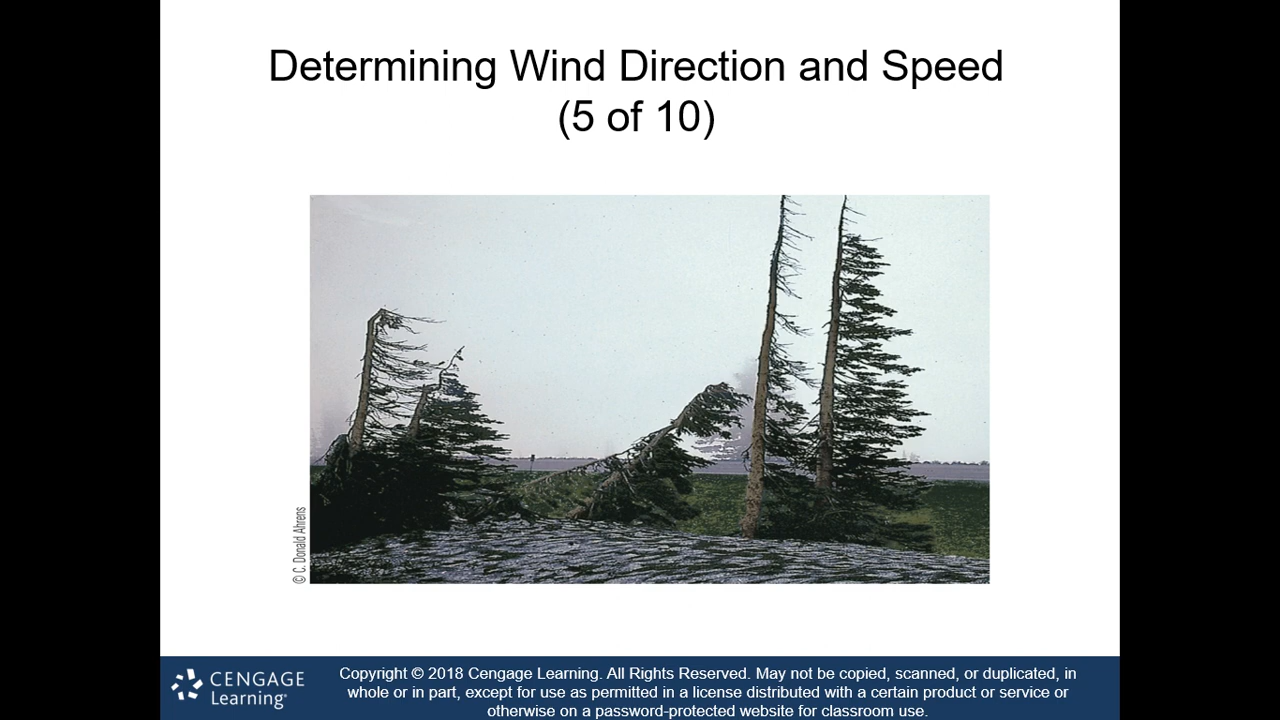 Determining Wind Direction and Speed
(5 of 10)
© C. Donald Ahrens
CENGAGE
Learning®
Copyright © 2018 Cengage Learning. All Rights Reserved. May not be copied, scanned, or duplicated, in
whole or in part, except for use as permitted in a license distributed with a certain product or service or
otherwise on a password-protected website for classroom use.